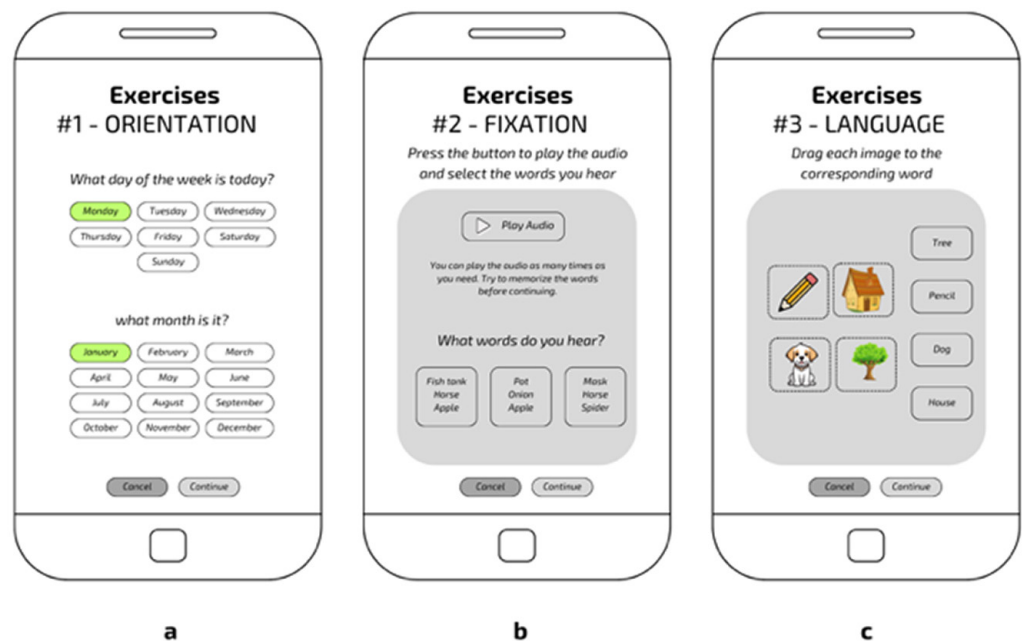 Exercises
#1 - ORIENTATION
What day of the week is today?
Monday Tuesday Wednesday
Thursday Friday Saturday
Sunday
what month is it?
January February March
April May June
July August September
October November December
Cancel Continue
a
Exercises
#2 - FIXATION
Press the button to play the audio
and select the words you hear
Play Audio
You can play the audio as many times as
you need. Try to memorize the words
before continuing.
What words do you hear?
Fish tank
Horse
Apple
Pot
Onion
Apple
Mask
Horse
Spider
Cancel Continue
b
Exercises
#3 - LANGUAGE
Drag each image to the
corresponding word
Tree
Pencil
Dog
House
Cancel Continue
c